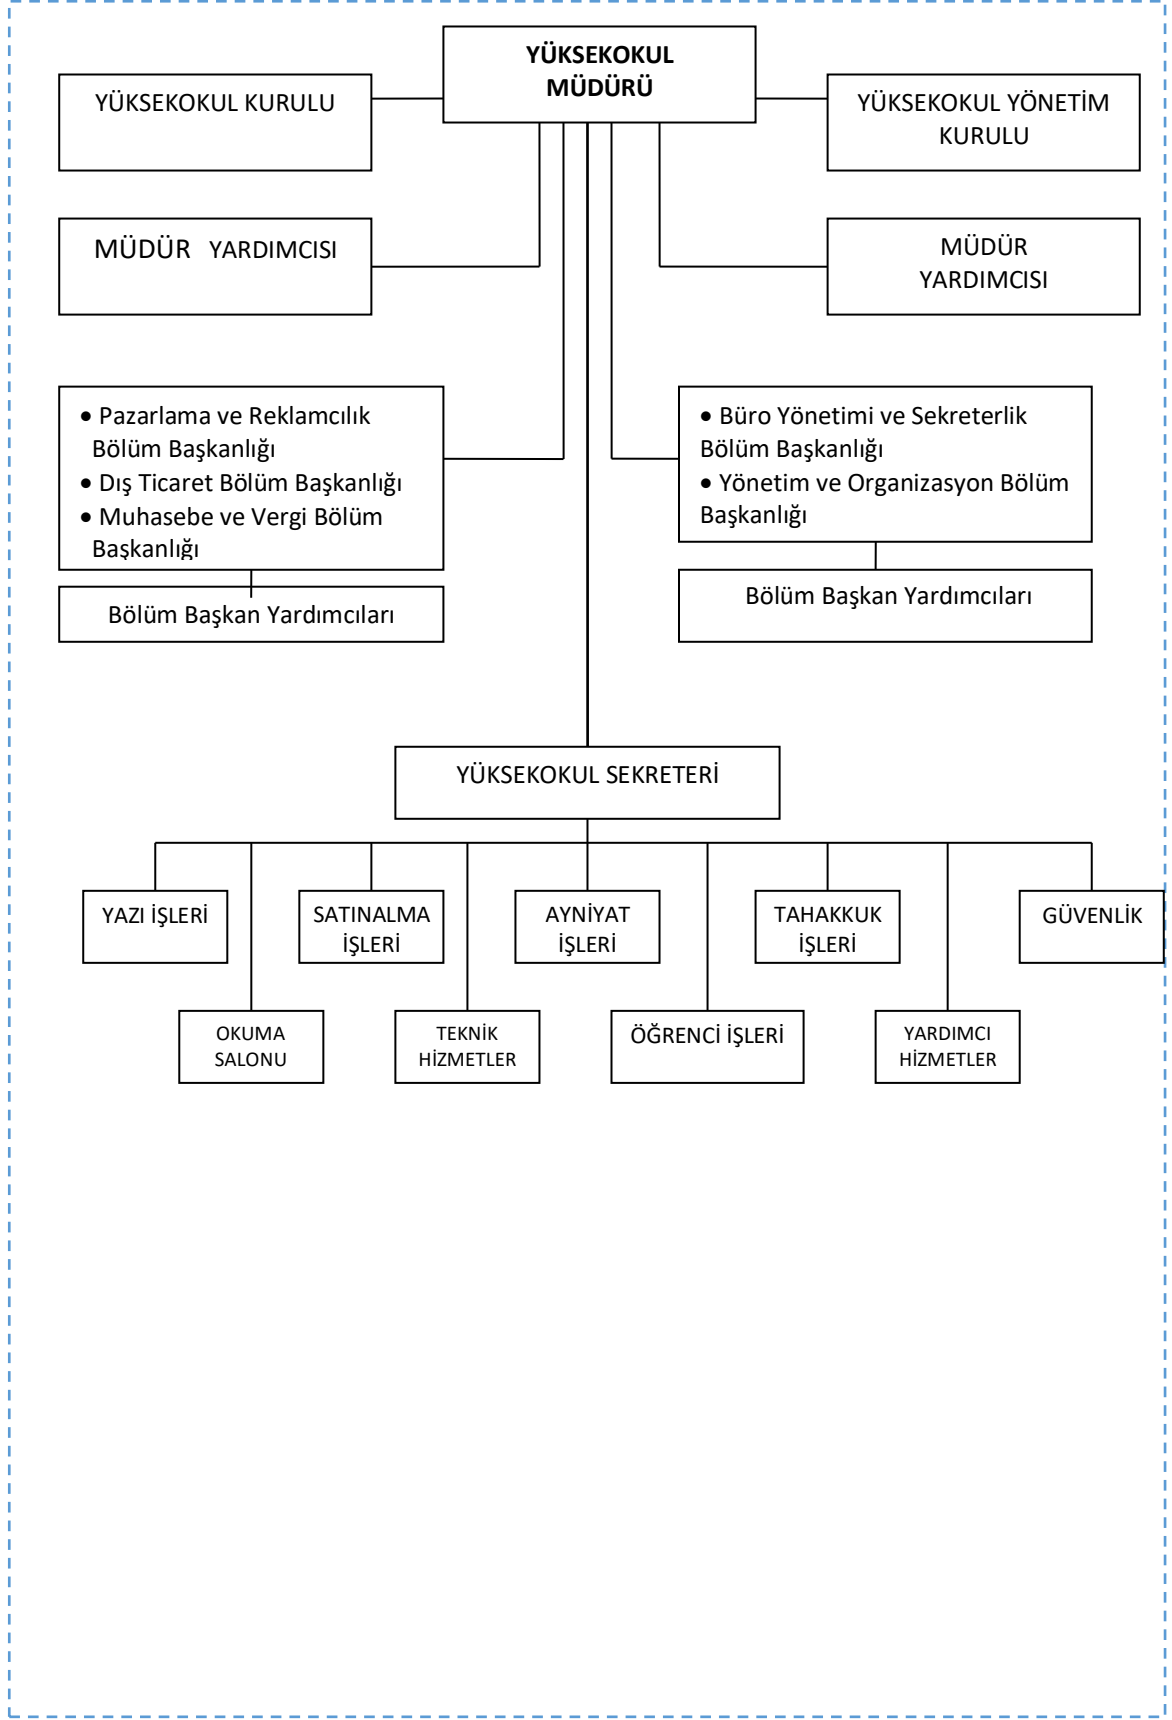 YÜKSEKOKUL
MÜDÜRÜ
YÜKSEKOKUL KURULU
YÜKSEKOKUL YÖNETİM
KURULU
MÜDÜR YARDIMCISI
MÜDÜR
YARDIMCISI
• Pazarlama ve Reklamcılık
Bölüm Başkanlığı
• Dış Ticaret Bölüm Başkanlığı
• Muhasebe ve Vergi Bölüm
Başkanlığı
• Büro Yönetimi ve Sekreterlik
Bölüm Başkanlığı
• Yönetim ve Organizasyon Bölüm
Başkanlığı
Bölüm Başkan Yardımcıları
Bölüm Başkan Yardımcıları
YÜKSEKOKUL SEKRETERİ
YAZI İŞLERİ
SATINALMA
İŞLERİ
AYNİYAT
İŞLERİ
TAHAKKUK
İŞLERİ
GÜVENLİK
OKUMA
SALONU
TEKNİK
HİZMETLER
ÖĞRENCİ İŞLERİ
YARDIMCI
HİZMETLER